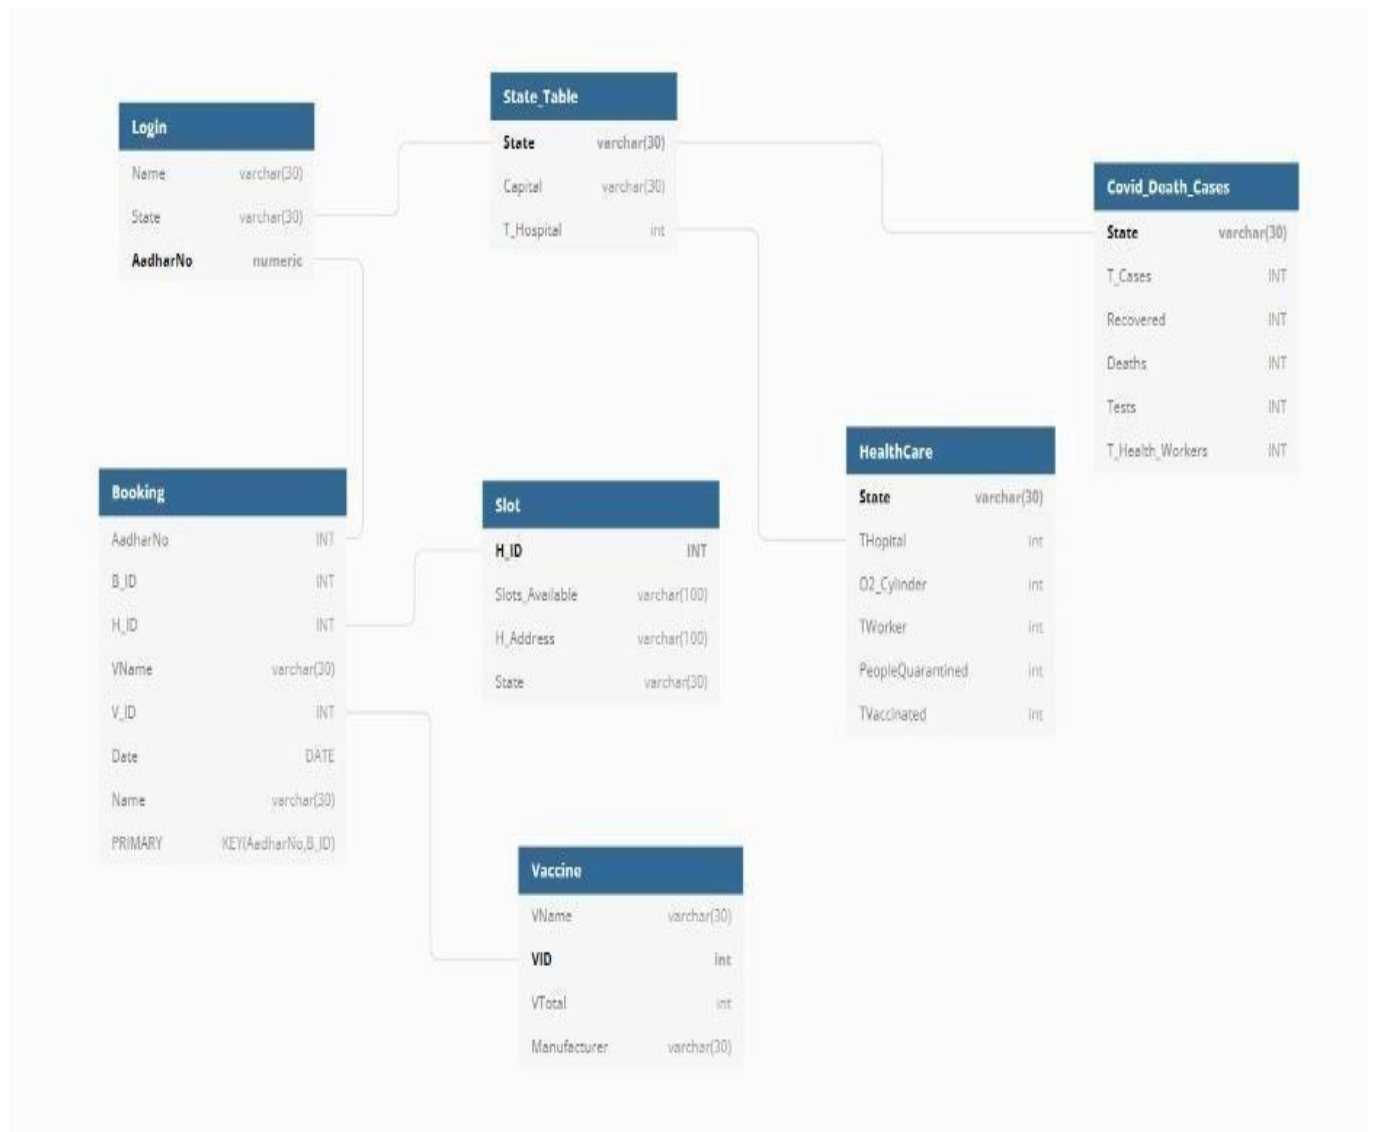 Login
Name varchar(30)
State varchar(30)
AadharNo numeric
State_Table
State varchar(30)
Capital varchar(30)
T_Hospital int
Covid_Death_Cases
State varchar(30)
T_Cases INT
Recovered INT
Deaths INT
Tests INT
T_Health_Workers INT
HealthCare
State varchar(30)
THopital int
O2_Cylinder int
TWorker int
PeopleQuarantined int
TVaccinated int
Booking
AadharNo INT
B_ID INT
H_ID INT
VName varchar(30)
V_ID INT
Date DATE
Name varchar(30)
PRIMARY KEY(AadharNo,B_ID)
Slot
H_ID INT
Slots_Available varchar(100)
H_Address varchar(100)
State varchar(30)
Vaccine
VName varchar(30)
VID int
VTotal int
Manufacturer varchar(30)